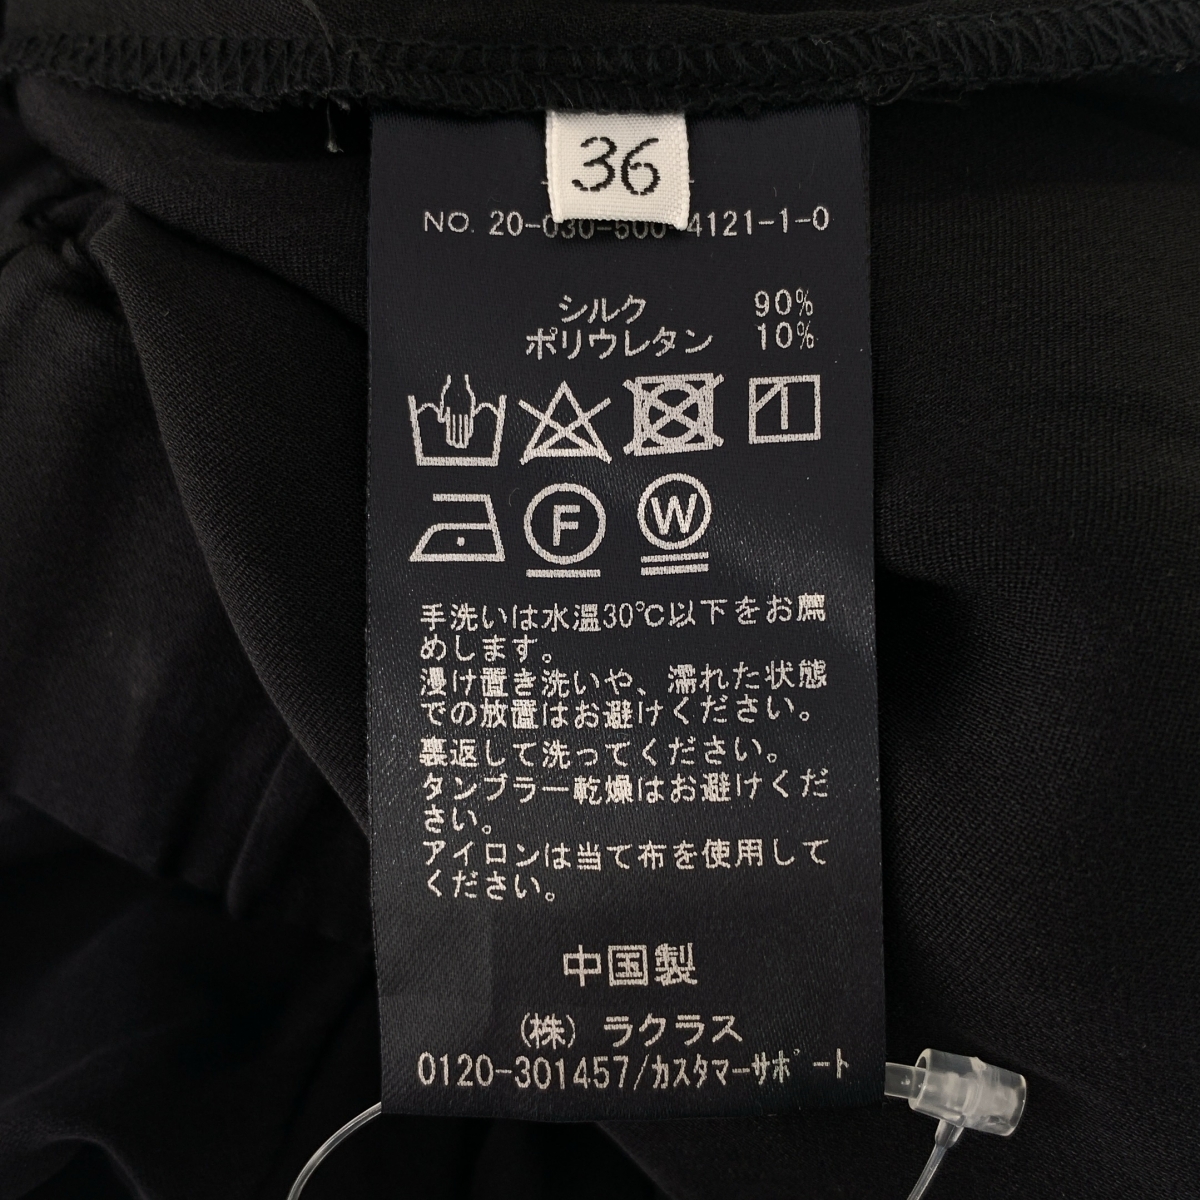 36
NO. 20-030-500-4121-1-0
シルク 90%
ポリウレタン 10%
F
W
手洗いは水温30℃以下をお薦
めします。
浸け置き洗いや、濡れた状態
での放置はお避けください。
裏返して洗ってください。
タンブラー乾燥はお避けくだ
さい。
アイロンは当て布を使用して
ください。
中国製
(株) ラクラス
0120-301457/カスタマーサポート